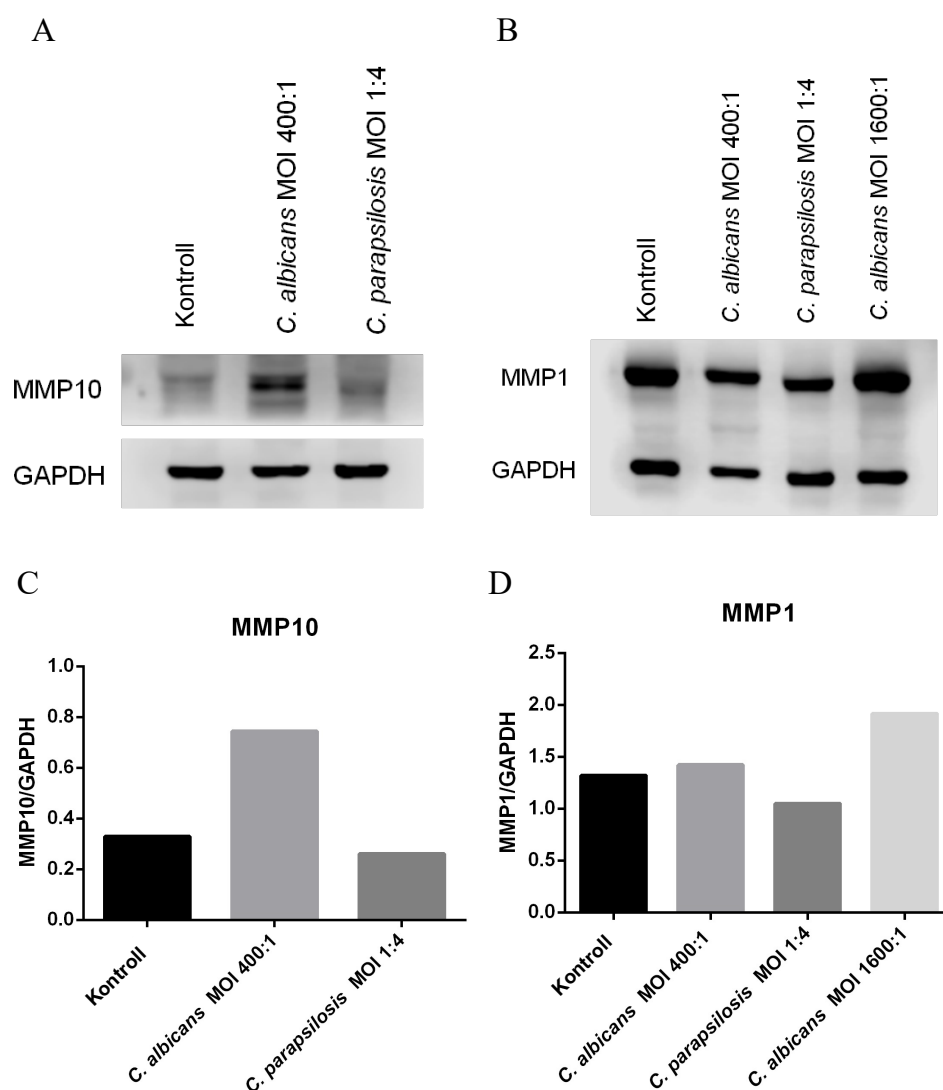 A
Kontroll
C. albicans MOI 400:1
C. parapsilosis MOI 1:4
MMP10
GAPDH
B
Kontroll
C. albicans MOI 400:1
C. parapsilosis MOI 1:4
C. albicans MOI 1600:1
MMP1
GAPDH
C
MMP10
MMP10/GAPDH
1.0
0.8
0.6
0.4
0.2
0.0
Kontroll
C. albicans MOI 400:1
C. parapsilosis MOI 1:4
D
MMP1
MMP1/GAPDH
2.5
2.0
1.5
1.0
0.5
0.0
Kontroll
C. albicans MOI 400:1
C. parapsilosis MOI 1:4
C. albicans MOI 1600:1